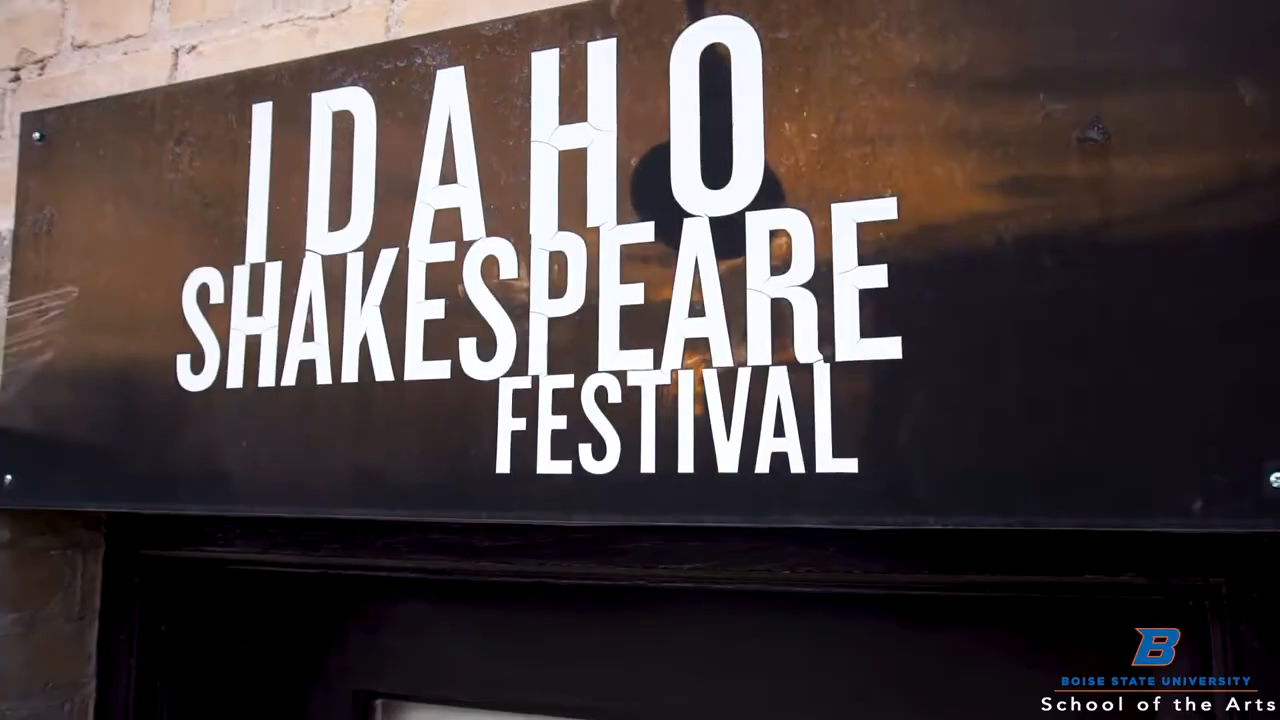 IDAHO
SHAKESPEARE
FESTIVAL
B
BOISE STATE UNIVERSITY
School of the Arts